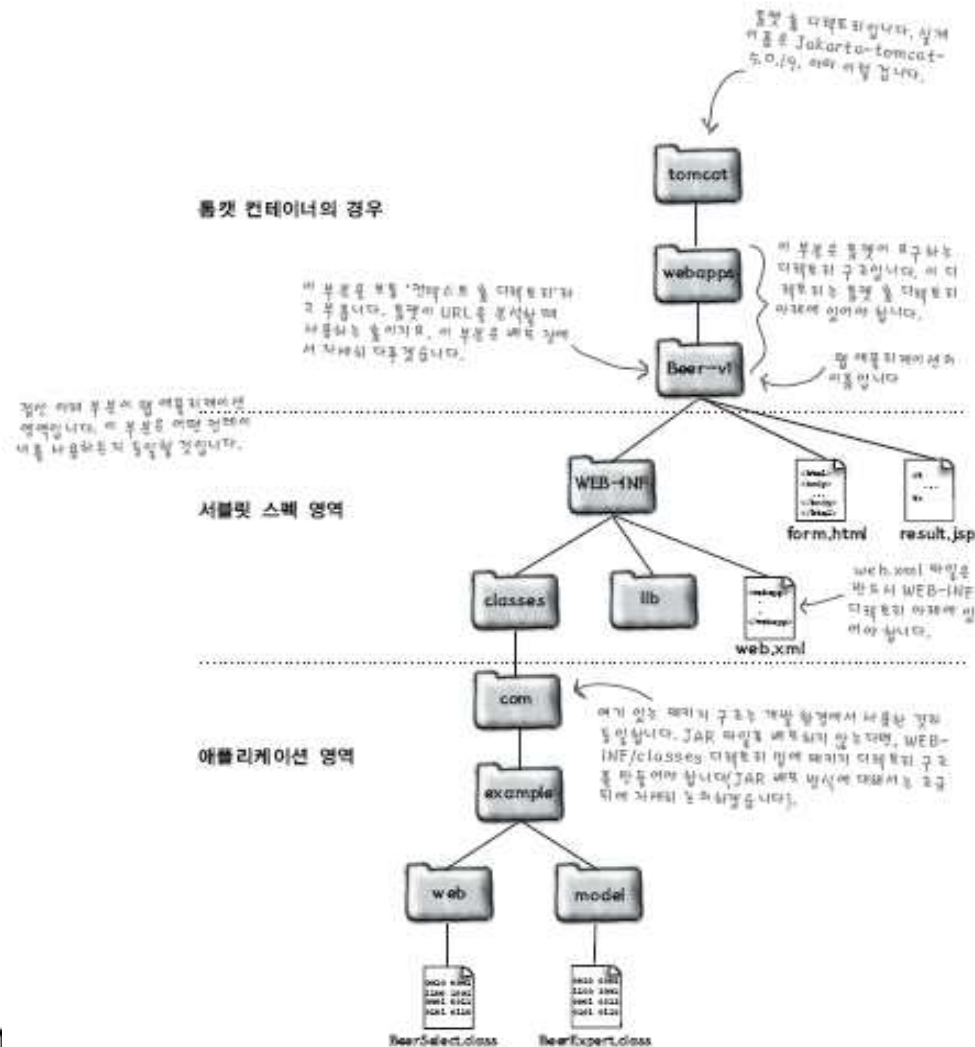 톰캣 홈 디렉토리입니다. 실제
이름은 Jakarta-tomcat-
5.0.19, 아마 이럴 겁니다.
tomcat
톰캣 컨테이너의 경우
webapps
이 부분은 톰캣이 요구하는
디렉토리 구조입니다. 이 디
렉토리는 톰캣 홈 디렉토리
아래에 있어야 합니다.
이 부분을 보통 '컨텍스트 홈 디렉토리'라
고 부릅니다. 톰캣이 URL을 분석할 때
사용하는 놈이지요. 이 부분은 배포 장에
서 자세히 다루겠습니다.
Beer-v1
웹 애플리케이션의
이름입니다
점선 아래 부분이 웹 애플리케이션
영역입니다. 이 부분은 어떤 컨테이
너를 사용하든지 동일할 것입니다.
WEB-INF
<html>
<body>
...
</body>
</html>
form.html
<%
...
%>
result.jsp
서블릿 스펙 영역
classes
lib
<webapp>
.
</webapp>
web.xml
web.xml 파일은
반드시 WEB-INF
디렉토리 아래에 있
어야 합니다.
com
여기 있는 패키지 구조는 개발 환경에서 사용한 것과
동일합니다. JAR 파일로 배포되지 않는다면, WEB-
INF/classes 디렉토리 밑에 패키지 디렉토리 구조
를 만들어야 합니다(JAR 배포 방식에 대해서는 조금
뒤에 자세히 논의하겠습니다).
애플리케이션 영역
example
web
model
BeerSelect.class
BeerExpert.class